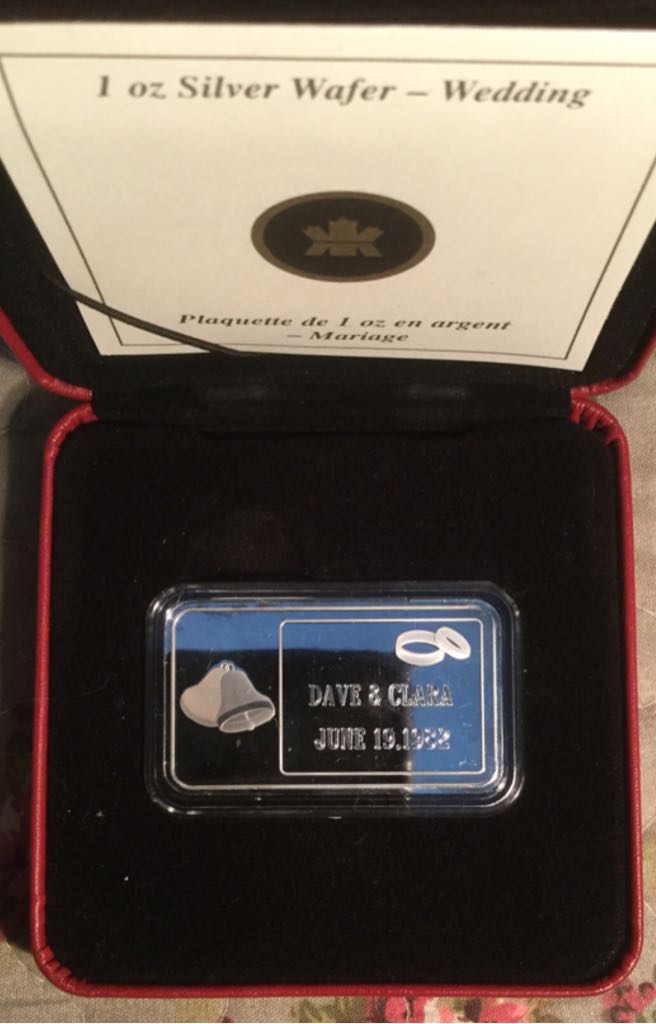 1 oz Silver Wafer – Wedding
Plaquette de 1 oz en argent
– Mariage
DAVE & CLARA
JUNE 19.1982